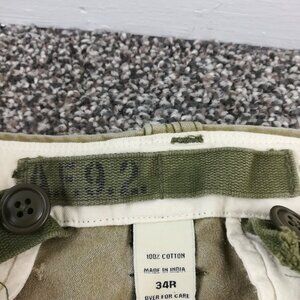 A.F.9.2.
100% COTTON
MADE IN INDIA
34R
OVER FOR CARE